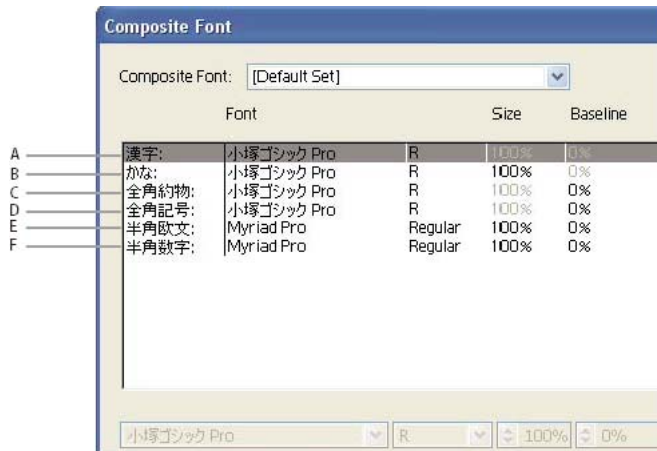 Composite Font
Composite Font: [Default Set]
Font Size Baseline
A 漢字: 小塚ゴシック Pro R 100% 0%
B かな: 小塚ゴシック Pro R 100% 0%
C 全角約物: 小塚ゴシック Pro R 100% 0%
D 全角記号: 小塚ゴシック Pro R 100% 0%
E 半角欧文: Myriad Pro Regular 100% 0%
F 半角数字: Myriad Pro Regular 100% 0%
小塚ゴシック Pro R 100% 0%